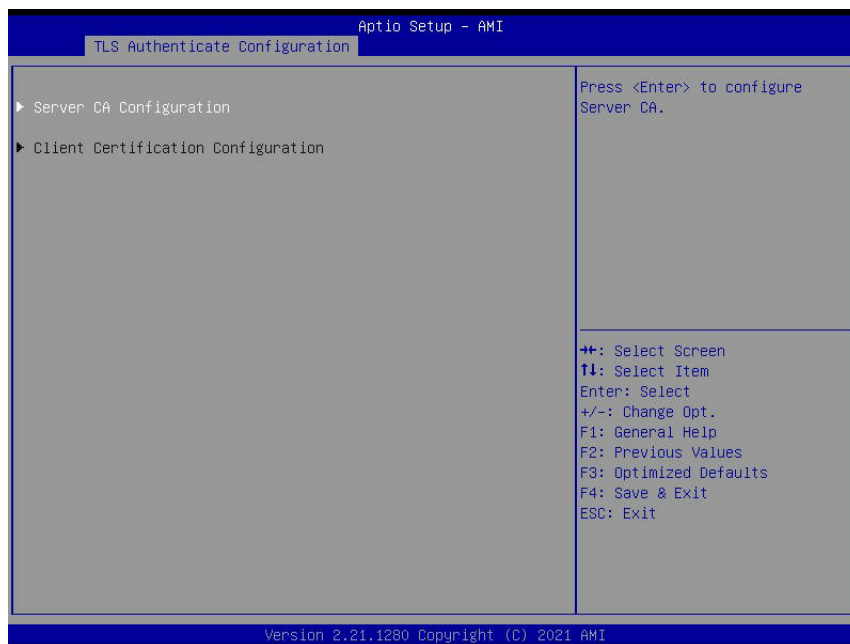 Aptio Setup – AMI
TLS Authenticate Configuration
▶ Server CA Configuration
▶ Client Certification Configuration
Press <Enter> to configure
Server CA.
→←: Select Screen
↑↓: Select Item
Enter: Select
+/-: Change Opt.
F1: General Help
F2: Previous Values
F3: Optimized Defaults
F4: Save & Exit
ESC: Exit
Version 2.21.1280 Copyright (C) 2021 AMI